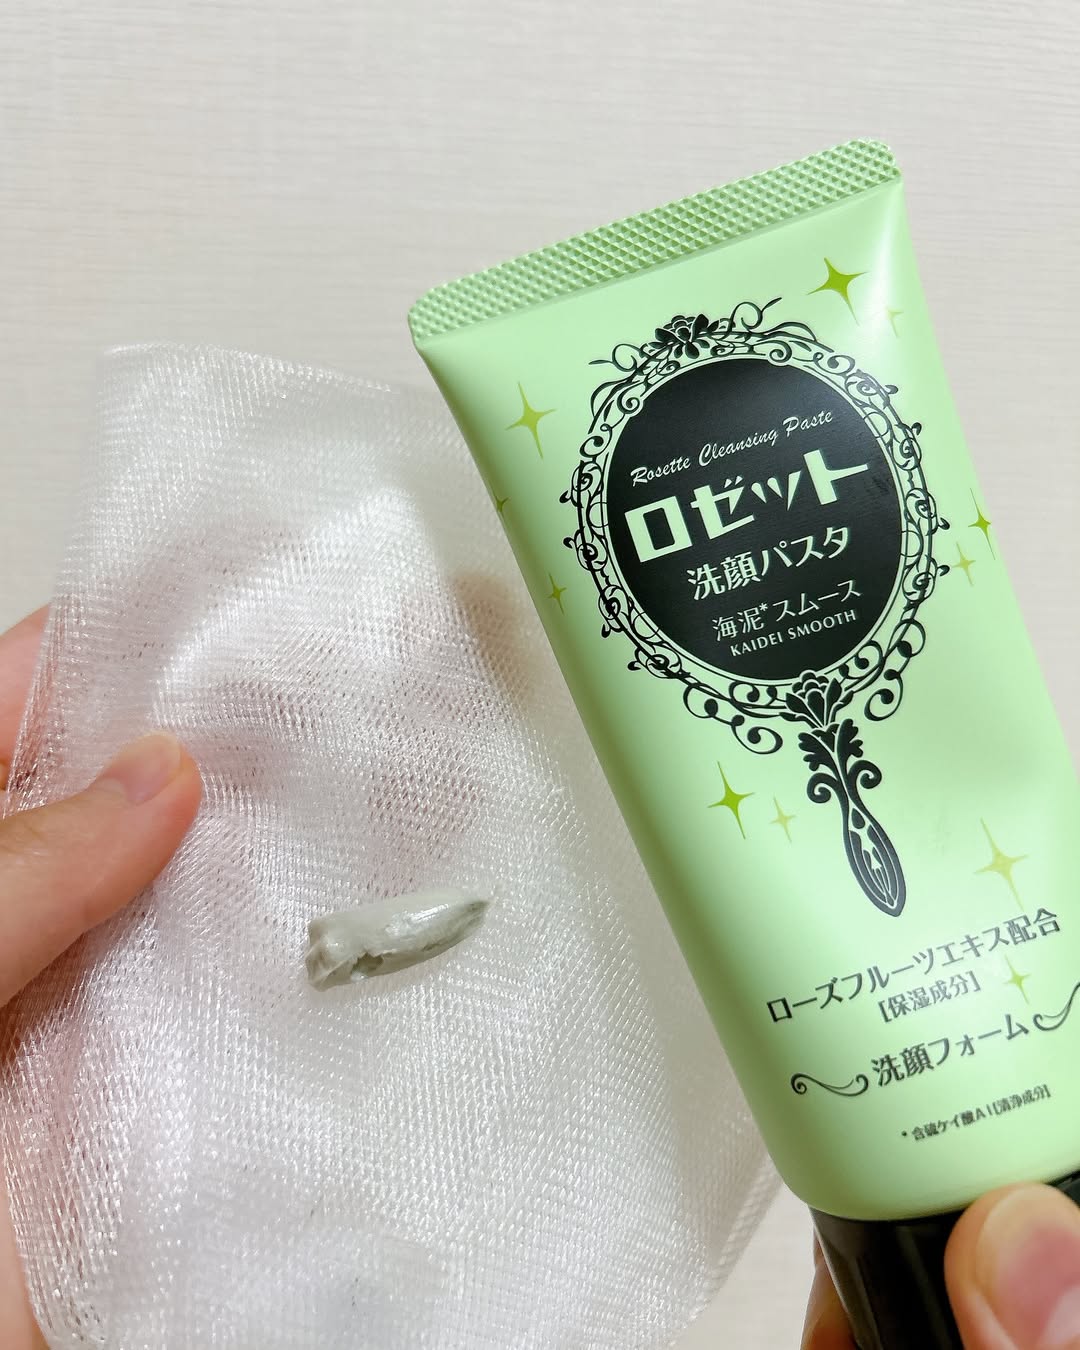 Rosette Cleansing Paste
ロゼット
洗顔パスタ
海泥*スムース
KAIDEI SMOOTH
ローズフルーツエキス配合
[保湿成分]
洗顔フォーム
*含硫ケイ酸Al[清浄成分]